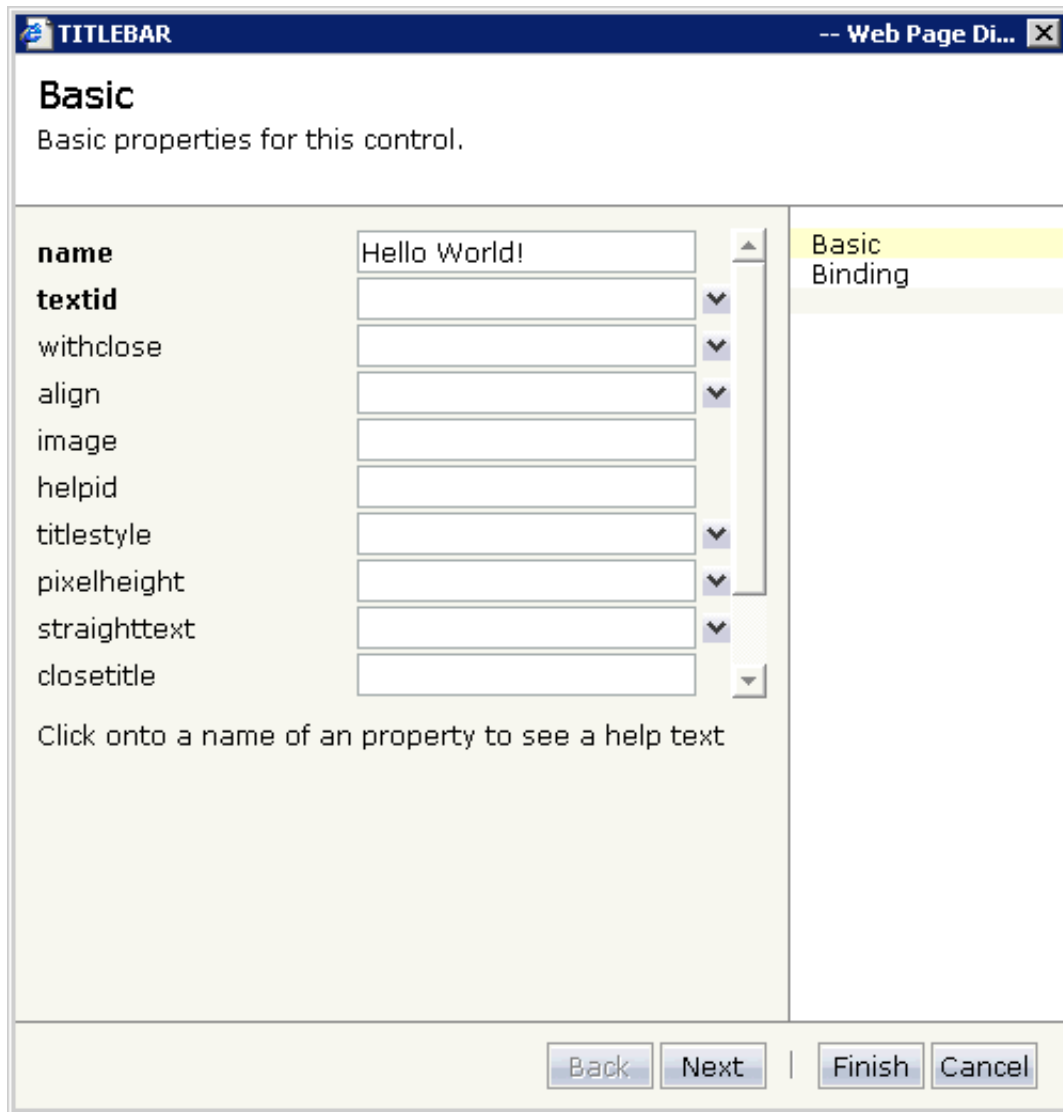 TITLEBAR -- Web Page Di...
Basic
Basic properties for this control.
name Hello World!
textid
withclose
align
image
helpid
titlestyle
pixelheight
straighttext
closetitle
Click onto a name of an property to see a help text
Basic
Binding
Back Next | Finish Cancel